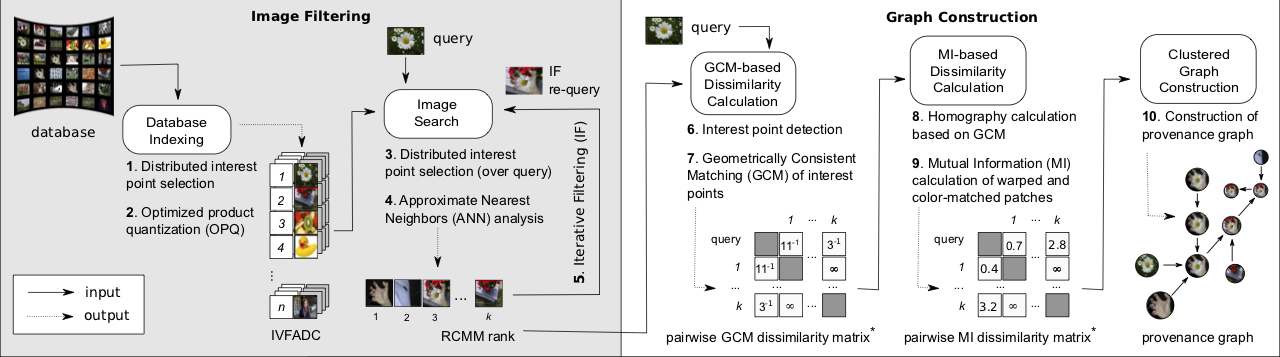 Image Filtering
database
Database
Indexing
1. Distributed interest
point selection
2. Optimized product
quantization (OPQ)
input
output
1
2
3
4
n
IVFADC
query
IF
re-query
Image
Search
3. Distributed interest
point selection (over query)
4. Approximate Nearest
Neighbors (ANN) analysis
5. Iterative Filtering (IF)
...
1 2 3 k
RCMM rank
Graph Construction
query
GCM-based
Dissimilarity
Calculation
6. Interest point detection
7. Geometrically Consistent
Matching (GCM) of interest
points
1 ... k
query 11⁻¹ ... 3⁻¹
1 11⁻¹ ∞
... ... ...
k 3⁻¹ ∞ ...
pairwise GCM dissimilarity matrix*
MI-based
Dissimilarity
Calculation
8. Homography calculation
based on GCM
9. Mutual Information (MI)
calculation of warped and
color-matched patches
1 ... k
query 0.7 ... 2.8
1 0.4 ∞
... ... ...
k 3.2 ∞ ...
pairwise MI dissimilarity matrix*
Clustered
Graph
Construction
10. Construction of
provenance graph
provenance graph